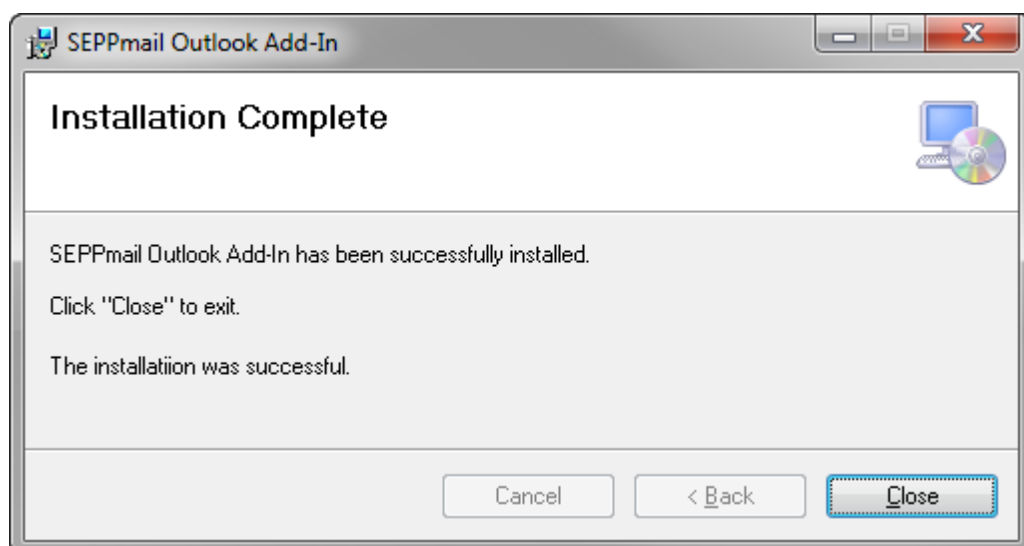 SEPPmail Outlook Add-In
Installation Complete
SEPPmail Outlook Add-In has been successfully installed.
Click "Close" to exit.
The installatiion was successful.
Cancel
< Back
Close